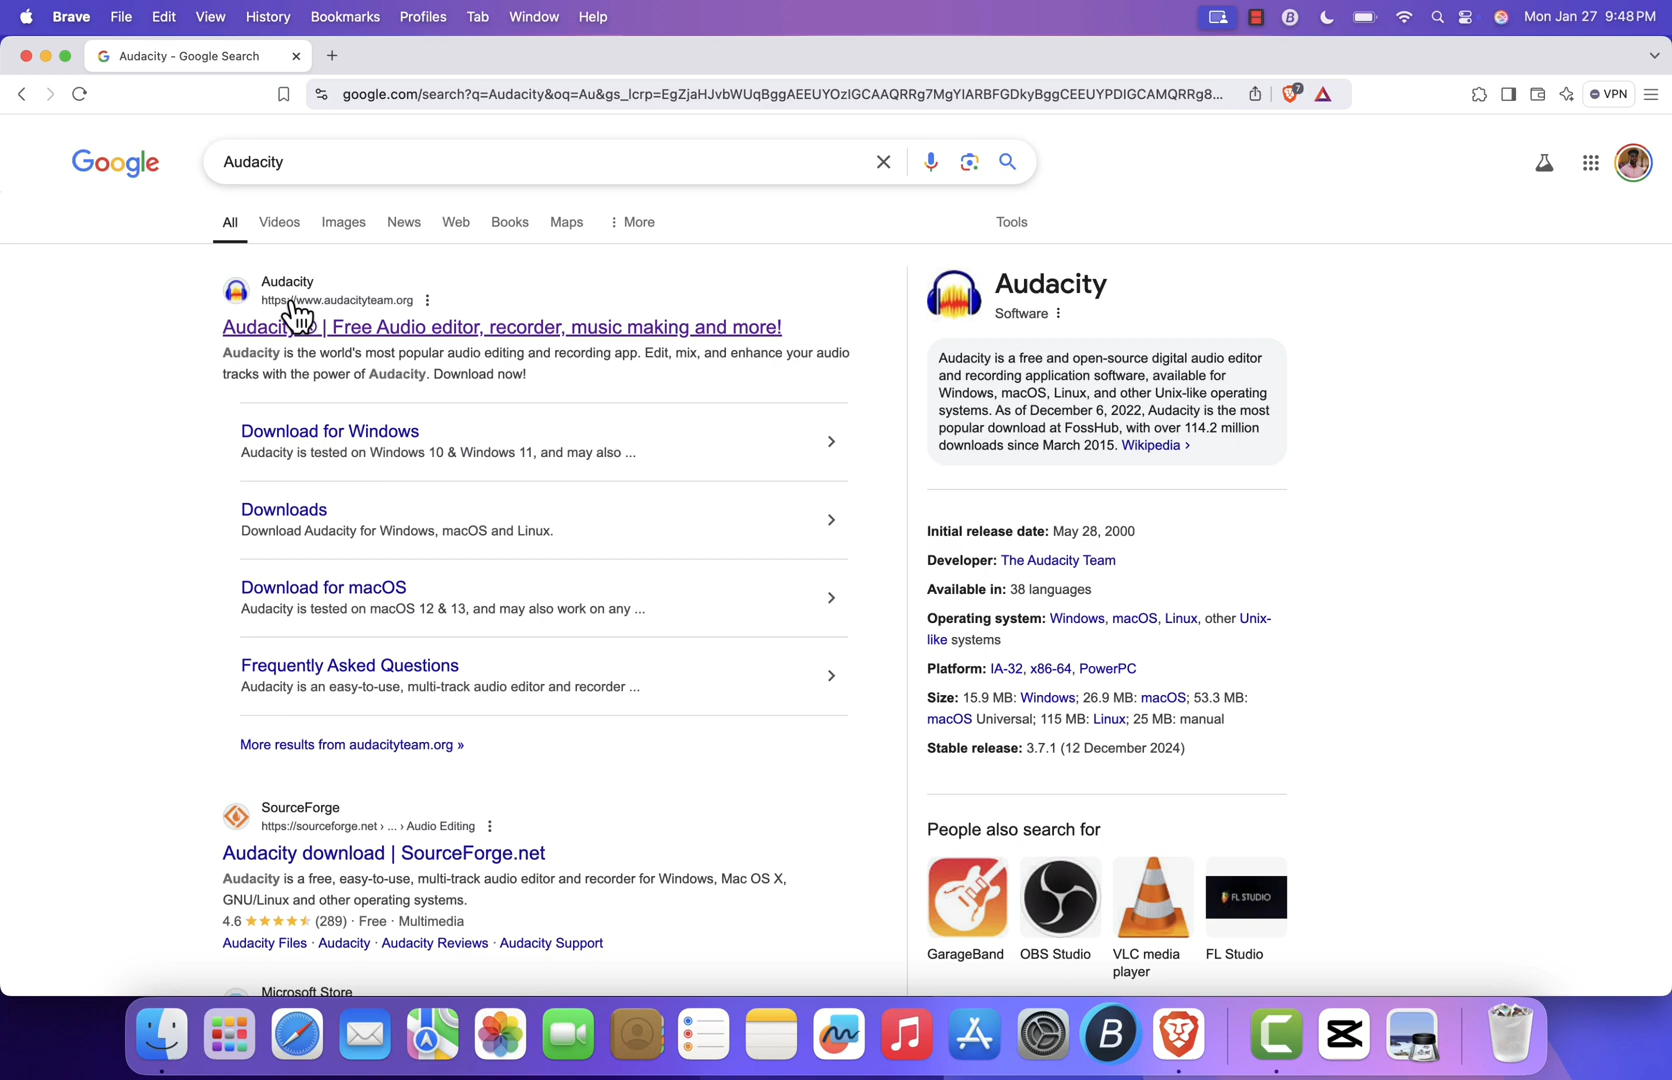 Brave File Edit View History Bookmarks Profiles Tab Window Help
Mon Jan 27 9:48 PM
Audacity - Google Search
google.com/search?q=Audacity&oq=Au&gs_lcrp=EgZjaHJvbWUqBggAEEUYOzIGCAAQRRg7MgYIARBFGDkyBggCEEUYPDIGCAMQRRg8...
7
VPN
Google
Audacity
All Videos Images News Web Books Maps More
Tools
Audacity
https://www.audacityteam.org
Audacity® | Free Audio editor, recorder, music making and more!
Audacity is the world's most popular audio editing and recording app. Edit, mix, and enhance your audio
tracks with the power of Audacity. Download now!
Download for Windows
Audacity is tested on Windows 10 & Windows 11, and may also ...
Downloads
Download Audacity for Windows, macOS and Linux.
Download for macOS
Audacity is tested on macOS 12 & 13, and may also work on any ...
Frequently Asked Questions
Audacity is an easy-to-use, multi-track audio editor and recorder ...
More results from audacityteam.org »
SourceForge
https://sourceforge.net › ... › Audio Editing
Audacity download | SourceForge.net
Audacity is a free, easy-to-use, multi-track audio editor and recorder for Windows, Mac OS X,
GNU/Linux and other operating systems.
4.6 (289) · Free · Multimedia
Audacity Files · Audacity · Audacity Reviews · Audacity Support
Microsoft Store
Audacity
Software
Audacity is a free and open-source digital audio editor
and recording application software, available for
Windows, macOS, Linux, and other Unix-like operating
systems. As of December 6, 2022, Audacity is the most
popular download at FossHub, with over 114.2 million
downloads since March 2015. Wikipedia ›
Initial release date: May 28, 2000
Developer: The Audacity Team
Available in: 38 languages
Operating system: Windows, macOS, Linux, other Unix-
like systems
Platform: IA-32, x86-64, PowerPC
Size: 15.9 MB: Windows; 26.9 MB: macOS; 53.3 MB:
macOS Universal; 115 MB: Linux; 25 MB: manual
Stable release: 3.7.1 (12 December 2024)
People also search for
FL STUDIO
GarageBand OBS Studio VLC media FL Studio
player